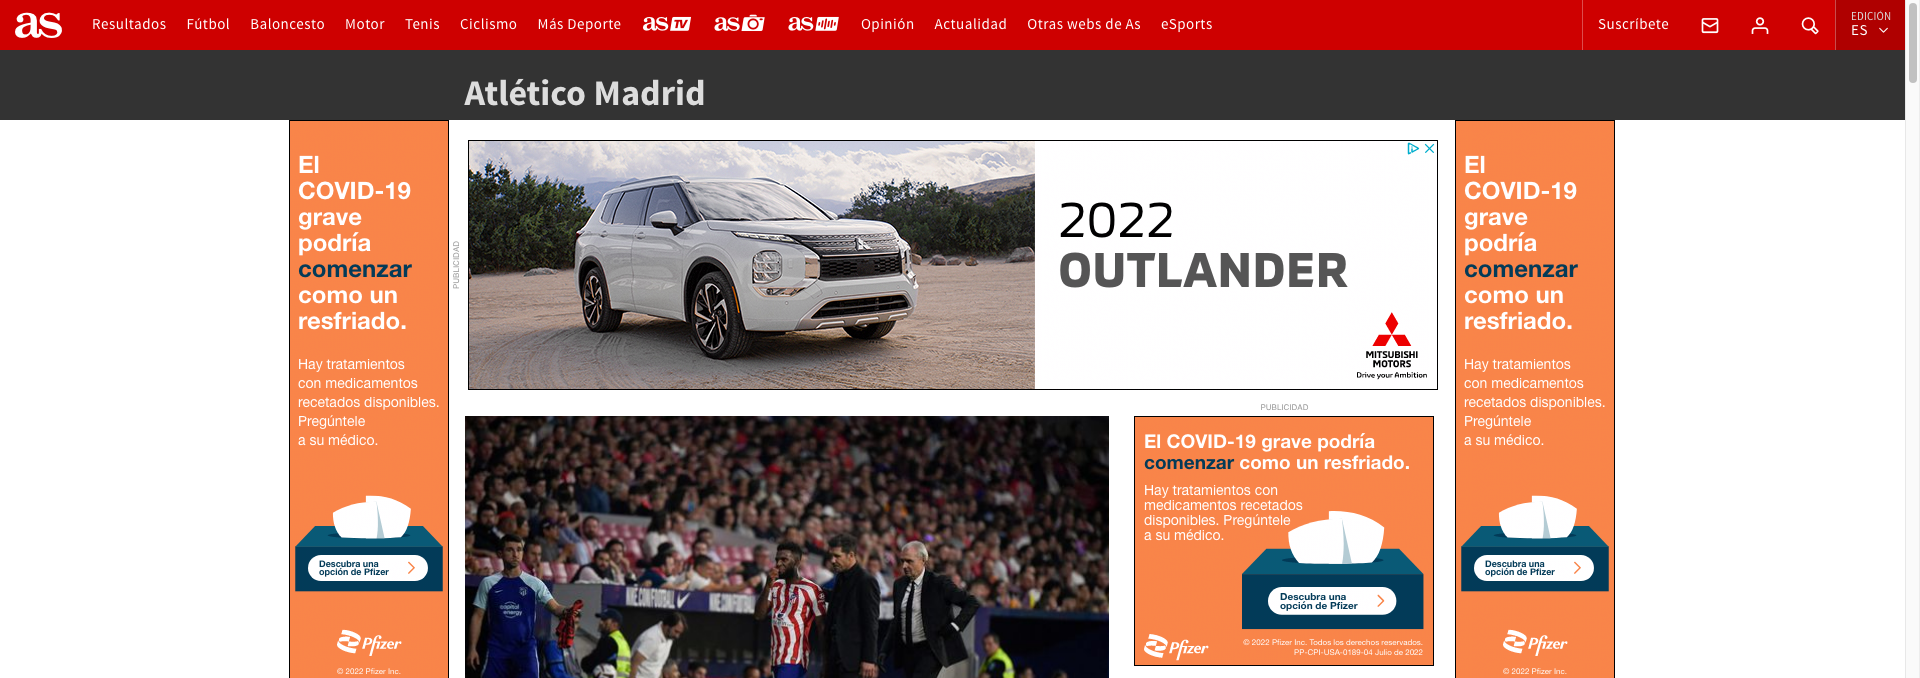 as
Resultados Fútbol Baloncesto Motor Tenis Ciclismo Más Deporte as TV as as Opinión Actualidad Otras webs de As eSports Suscríbete EDICIÓN
ES
Atlético Madrid
El
COVID-19
grave
podría
comenzar
como un
resfriado.
Hay tratamientos
con medicamentos
recetados disponibles.
Pregúntele
a su médico.
Descubra una
opción de Pfizer
Pfizer
© 2022 Pfizer Inc.
PUBLICIDAD
2022
OUTLANDER
MITSUBISHI
MOTORS
Drive your Ambition
PUBLICIDAD
capital
energy
NIKE.COM/FOOTBALL
El COVID-19 grave podría
comenzar como un resfriado.
Hay tratamientos con
medicamentos recetados
disponibles. Pregúntele
a su médico.
Descubra una
opción de Pfizer
Pfizer
© 2022 Pfizer Inc. Todos los derechos reservados.
PP-CPI-USA-0189-04 Julio de 2022
El
COVID-19
grave
podría
comenzar
como un
resfriado.
Hay tratamientos
con medicamentos
recetados disponibles.
Pregúntele
a su médico.
Descubra una
opción de Pfizer
Pfizer
© 2022 Pfizer Inc.